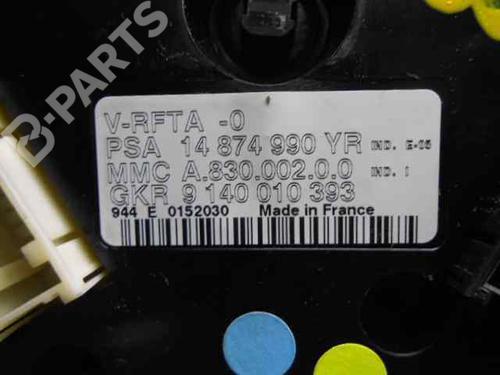 B-PARTS
V-RFTA -0
PSA 14 874 990 YR IND. E-05
MMC A.830.002.0.0 IND. I
GKR 9 140 010 393
944 E 0152030 Made in France